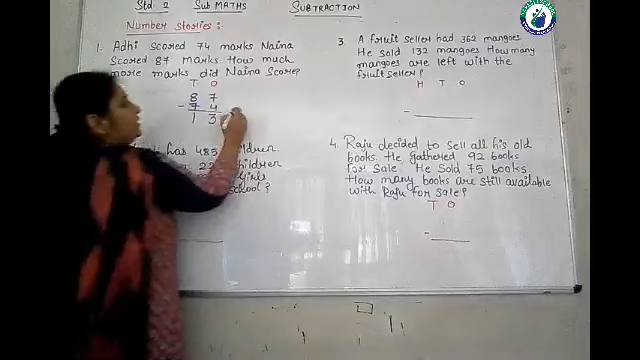 Std. 2 Sub MATHS SUBTRACTION
Number Stories:
1. Adhi scored 74 marks Naina
Scored 87 Marks How much
more marks did Naina Score?
T O
8 7
- 7 4
1 3
has 485 children
22 children
Girls
school?
3. A fruit seller had 362 mangoes
He sold 132 mangoes How many
mangoes are left with the
fruit seller?
H T O
-
4. Raju decided to sell all his old
books. He gathered 92 books
for sale. He Sold 75 books.
How many books are still available
with Raju for Sale?
T O
-